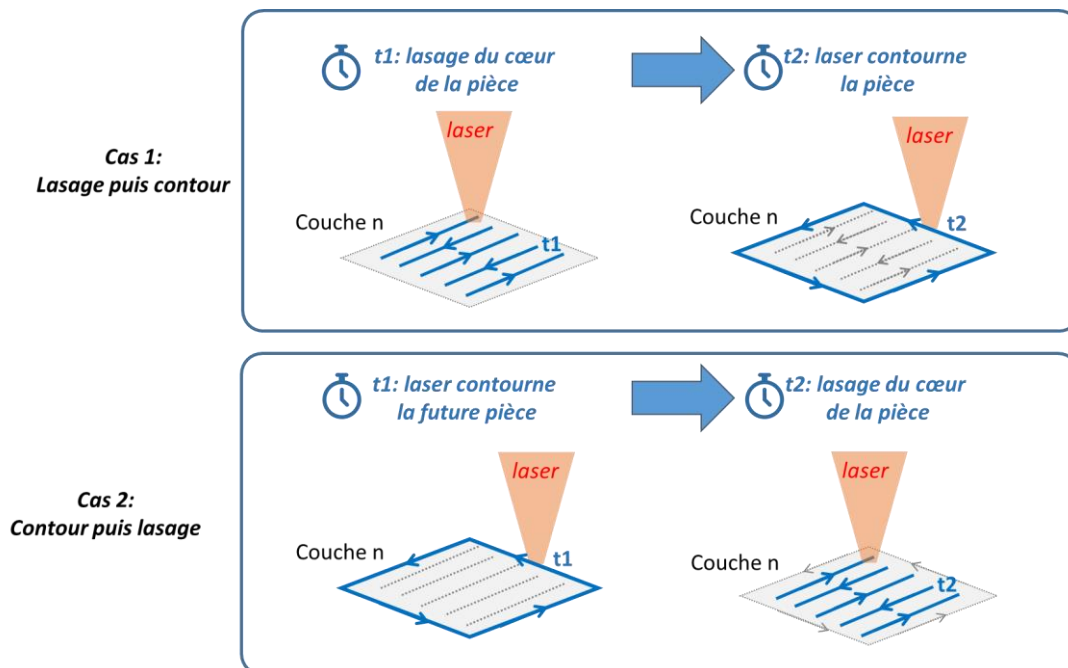 t1: lasage du cœur
de la pièce
t2: laser contourne
la pièce
Cas 1:
Lasage puis contour
laser
laser
Couche n
t1
Couche n
t2
t1: laser contourne
la future pièce
t2: lasage du cœur
de la pièce
Cas 2:
Contour puis lasage
laser
laser
Couche n
t1
Couche n
t2